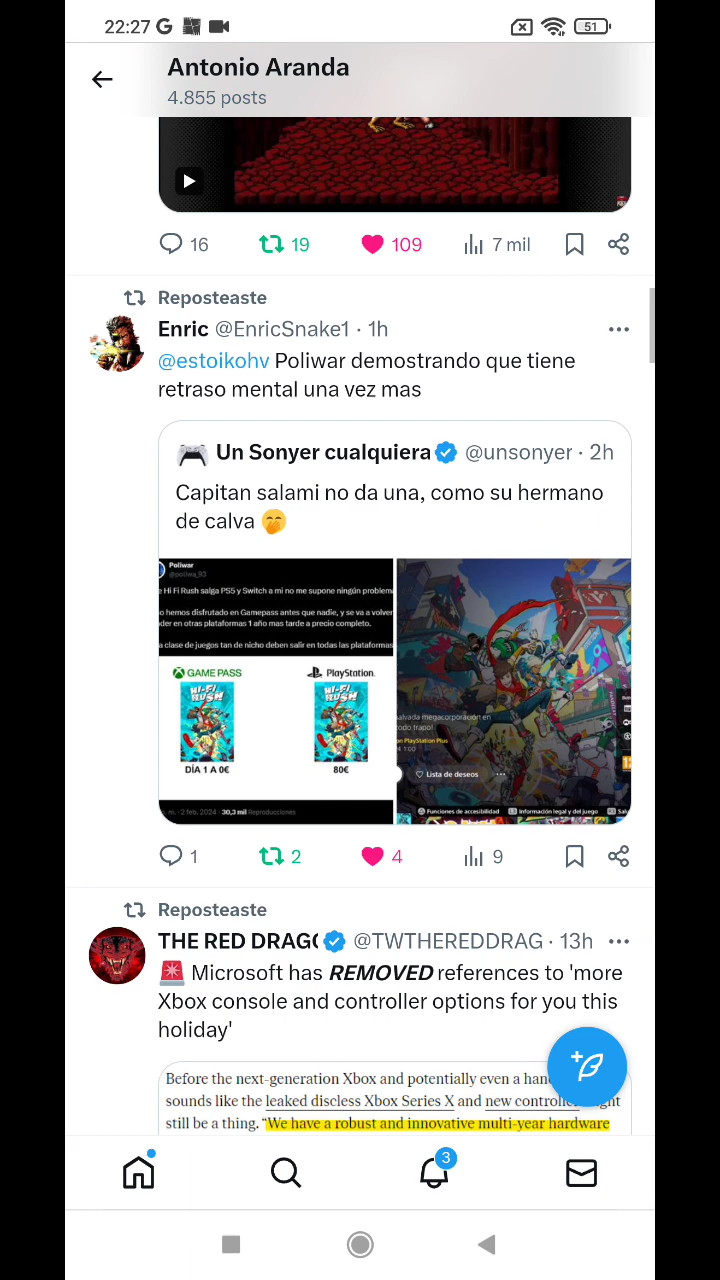 22:27
51
Antonio Aranda
4.855 posts
16 19 109 7 mil
Reposteaste
Enric @EnricSnake1 · 1h
@estoikohv Poliwar demostrando que tiene
retraso mental una vez mas
Un Sonyer cualquiera @unsonyer · 2h
Capitan salami no da una, como su hermano
de calva 🤭
Poliwar
@poliwa_93
Hi Fi Rush salga PS5 y Switch a mi no me supone ningún problem
hemos disfrutado en Gamepass antes que nadie, y se va a volver
der en otras plataformas 1 año mas tarde a precio completo.
clase de juegos tan de nicho deben salir en todas las plataformas
GAME PASS
PlayStation.
HI-FI
RUSH
HI-FI
RUSH
DÍA 1 A 0€
80€
m. · 2 feb. 2024 · 30,3 mil Reproducciones
alvada megacorporación en
todo trapo!
on PlayStation Plus
Lista de deseos
Funciones de accesibilidad
Información legal y del juego
1 2 4 9
Reposteaste
THE RED DRAG @TWTHEREDDRAG · 13h
🚨 Microsoft has REMOVED references to 'more
Xbox console and controller options for you this
holiday'
Before the next-generation Xbox and potentially even a han
sounds like the leaked discless Xbox Series X and new controlle ght
still be a thing. “We have a robust and innovative multi-year hardware
3